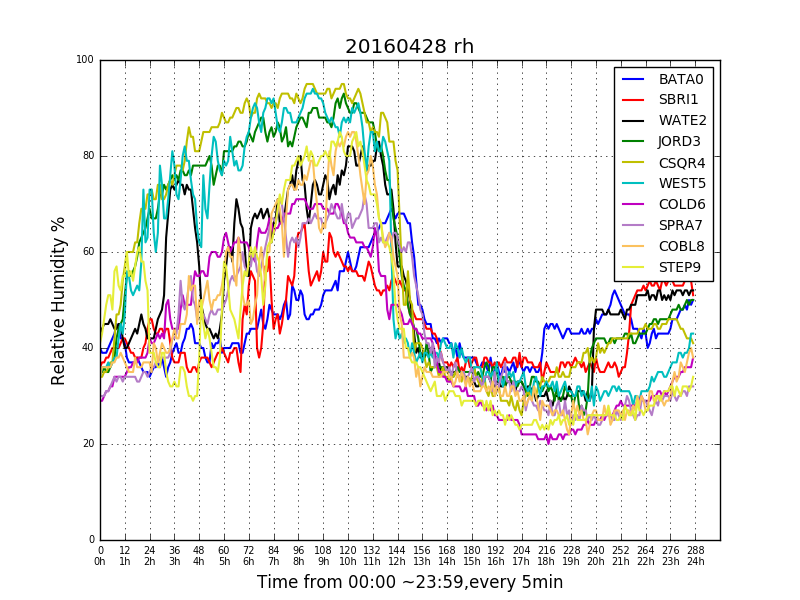 20160428 rh
Relative Humidity %
100
80
60
40
20
0
BATA0
SBRI1
WATE2
JORD3
CSQR4
WEST5
COLD6
SPRA7
COBL8
STEP9
0 12 24 36 48 60 72 84 96 108 120 132 144 156 168 180 192 204 216 228 240 252 264 276 288
0h 1h 2h 3h 4h 5h 6h 7h 8h 9h 10h 11h 12h 13h 14h 15h 16h 17h 18h 19h 20h 21h 22h 23h 24h
Time from 00:00 ~23:59,every 5min